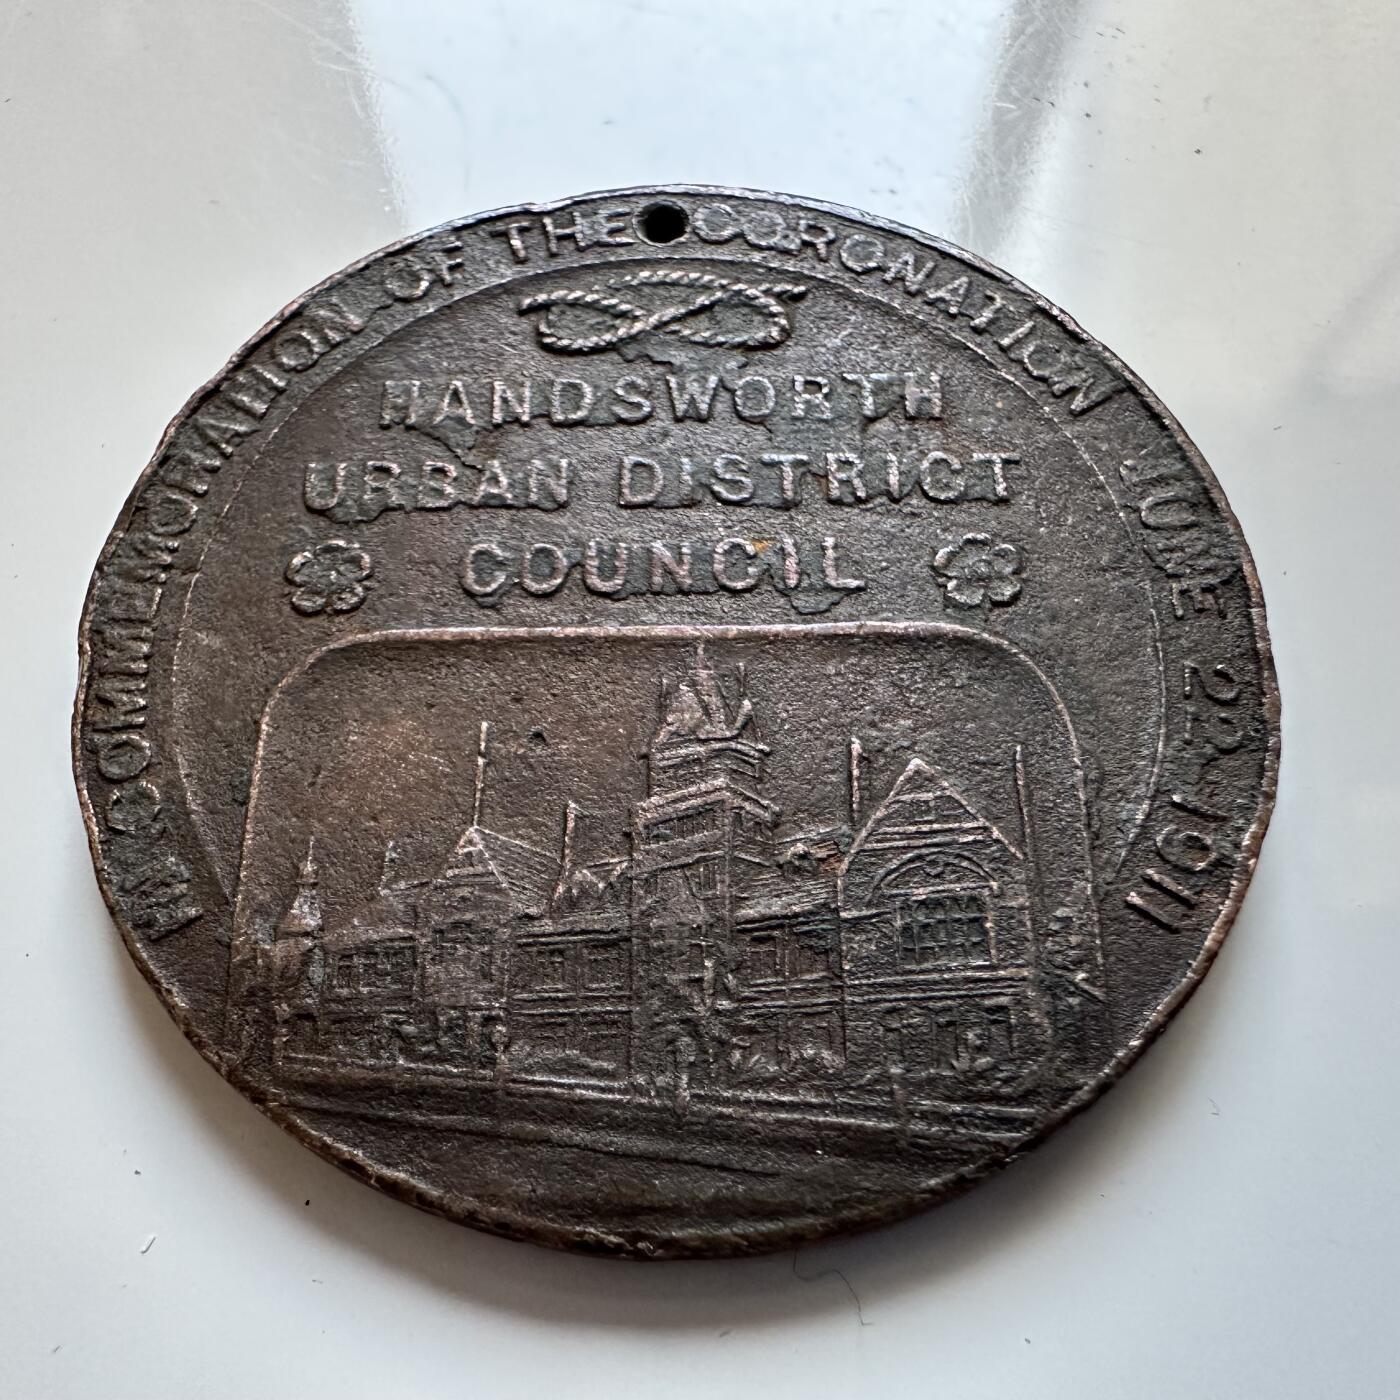 IN COMMEMORATION OF THE CORONATION JUNE 22 1911
HANDSWORTH
URBAN DISTRICT
COUNCIL